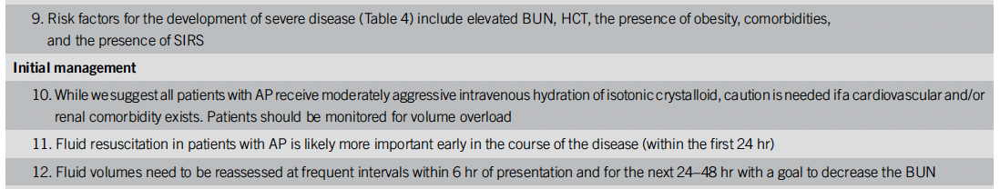 9. Risk factors for the development of severe disease (Table 4) include elevated BUN, HCT, the presence of obesity, comorbidities,
and the presence of SIRS
Initial management
10. While we suggest all patients with AP receive moderately aggressive intravenous hydration of isotonic crystalloid, caution is needed if a cardiovascular and/or
renal comorbidity exists. Patients should be monitored for volume overload
11. Fluid resuscitation in patients with AP is likely more important early in the course of the disease (within the first 24 hr)
12. Fluid volumes need to be reassessed at frequent intervals within 6 hr of presentation and for the next 24–48 hr with a goal to decrease the BUN